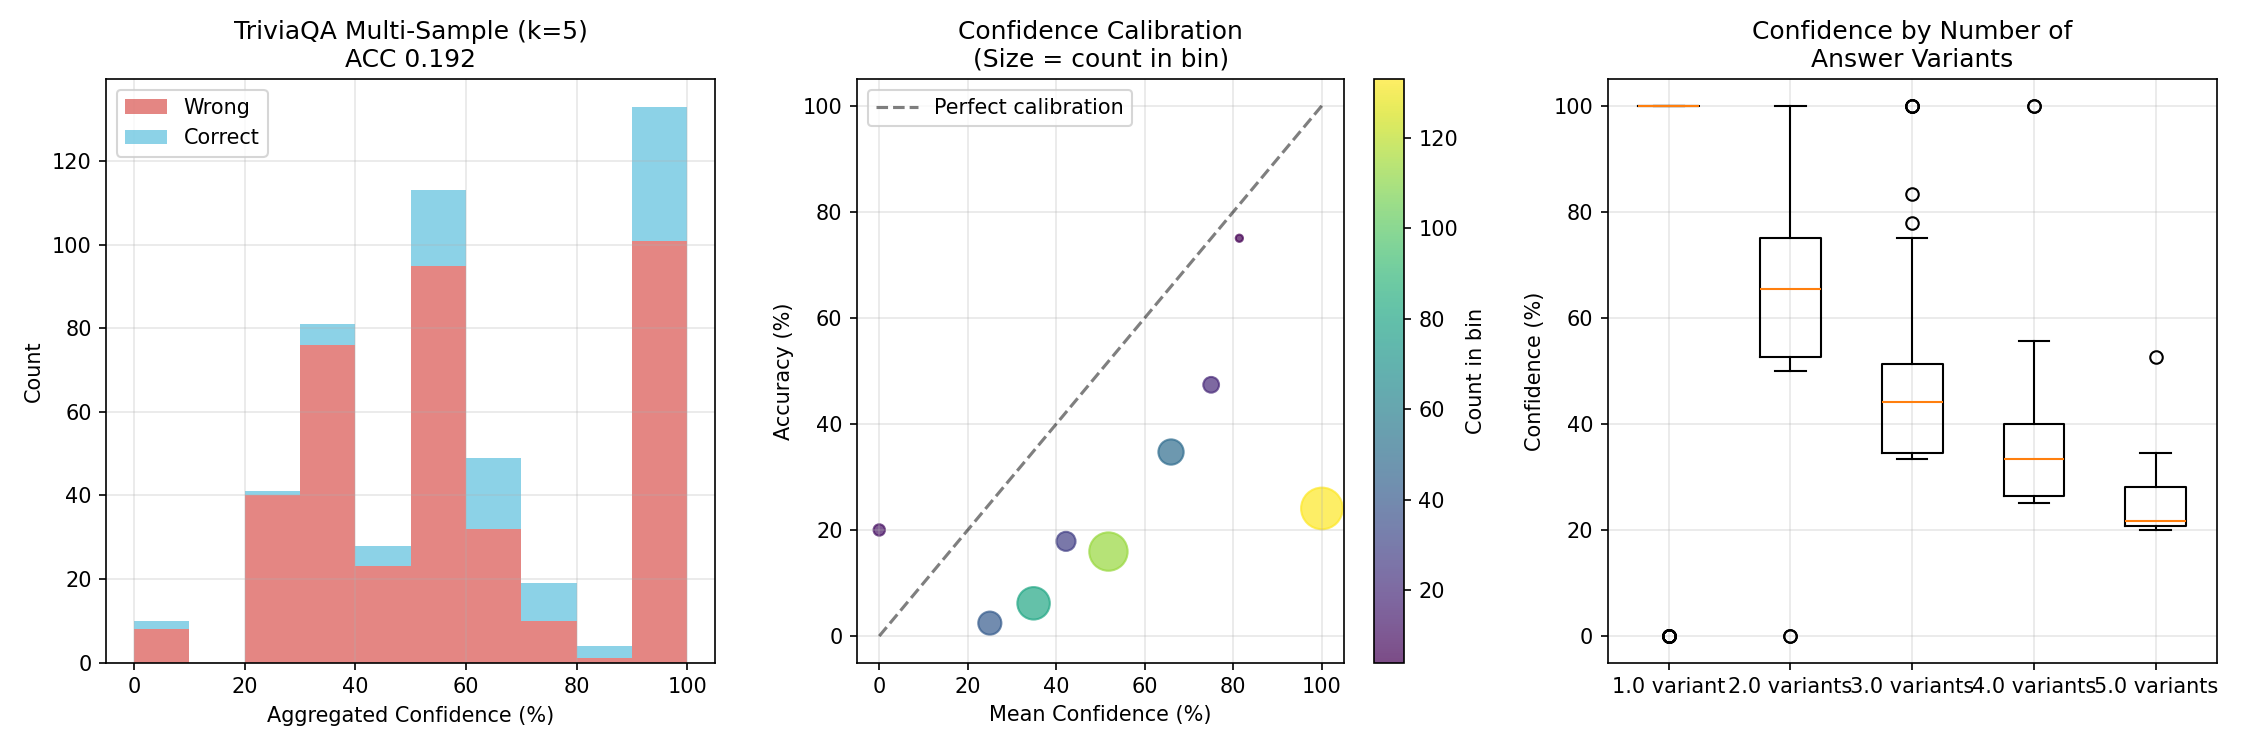 TriviaQA Multi-Sample (k=5)
ACC 0.192
Wrong
Correct
120
100
80
60
40
20
0
Count
0 20 40 60 80 100
Aggregated Confidence (%)
Confidence Calibration
(Size = count in bin)
Perfect calibration
100
80
60
40
20
0
Accuracy (%)
0 20 40 60 80 100
Mean Confidence (%)
120
100
80
60
40
20
Count in bin
Confidence by Number of
Answer Variants
100
80
60
40
20
0
Confidence (%)
1.0 variant 2.0 variants 3.0 variants 4.0 variants 5.0 variants